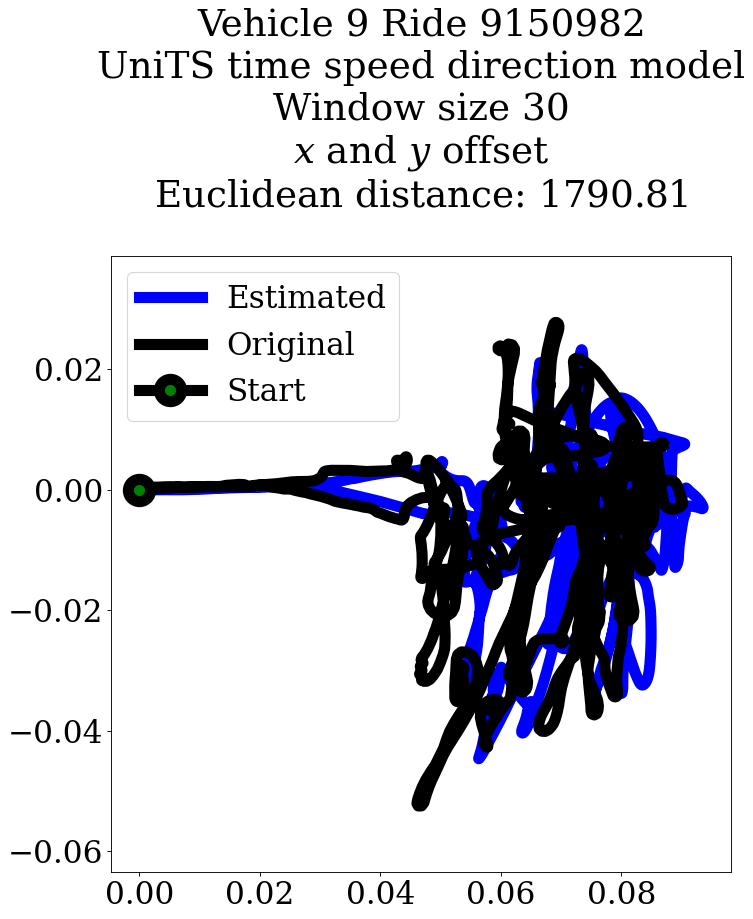 Vehicle 9 Ride 9150982
UniTS time speed direction model
Window size 30
x and y offset
Euclidean distance: 1790.81
Estimated
Original
Start
0.02
0.00
−0.02
−0.04
−0.06
0.00 0.02 0.04 0.06 0.08